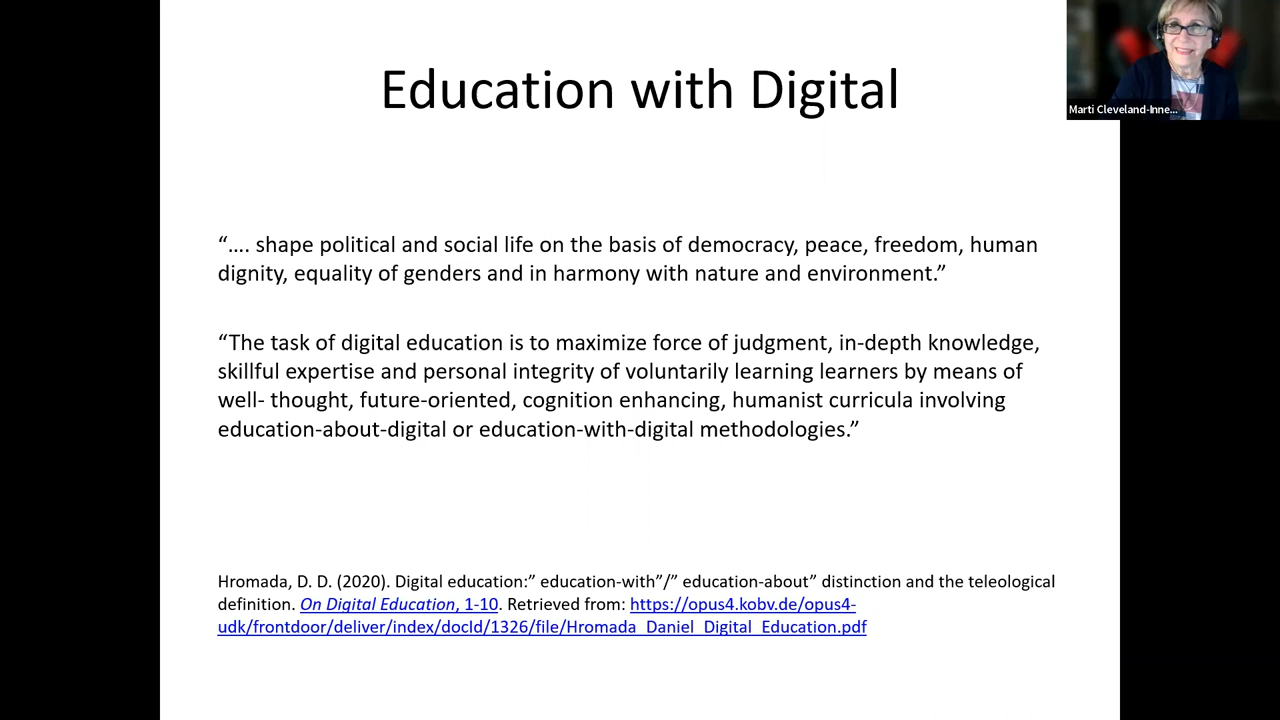 Education with Digital
Marti Cleveland-Inne...
“…. shape political and social life on the basis of democracy, peace, freedom, human
dignity, equality of genders and in harmony with nature and environment.”
“The task of digital education is to maximize force of judgment, in-depth knowledge,
skillful expertise and personal integrity of voluntarily learning learners by means of
well- thought, future-oriented, cognition enhancing, humanist curricula involving
education-about-digital or education-with-digital methodologies.”
Hromada, D. D. (2020). Digital education:” education-with”/” education-about” distinction and the teleological
definition. On Digital Education, 1-10. Retrieved from: https://opus4.kobv.de/opus4-
udk/frontdoor/deliver/index/docId/1326/file/Hromada_Daniel_Digital_Education.pdf